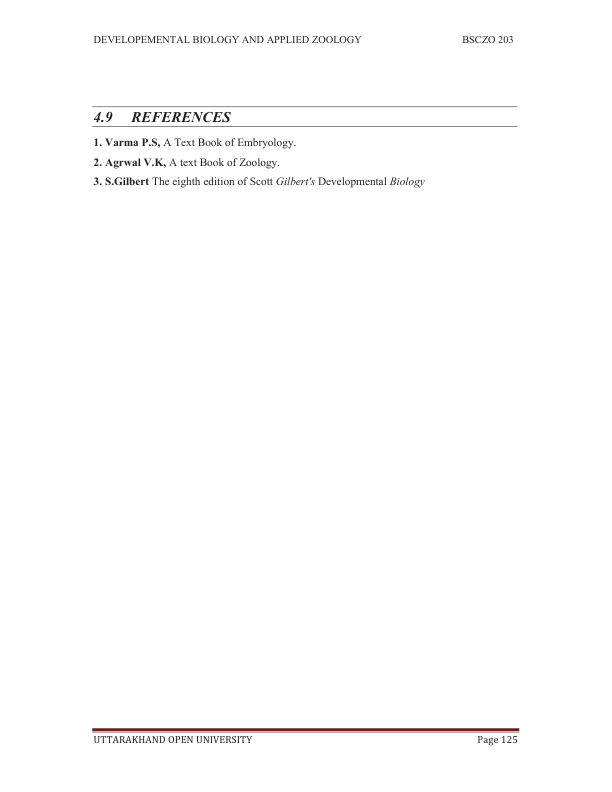 DEVELOPEMENTAL BIOLOGY AND APPLIED ZOOLOGY BSCZO 203
4.9 REFERENCES
1. Varma P.S, A Text Book of Embryology.
2. Agrwal V.K, A text Book of Zoology.
3. S.Gilbert The eighth edition of Scott Gilbert's Developmental Biology
UTTARAKHAND OPEN UNIVERSITY Page 125